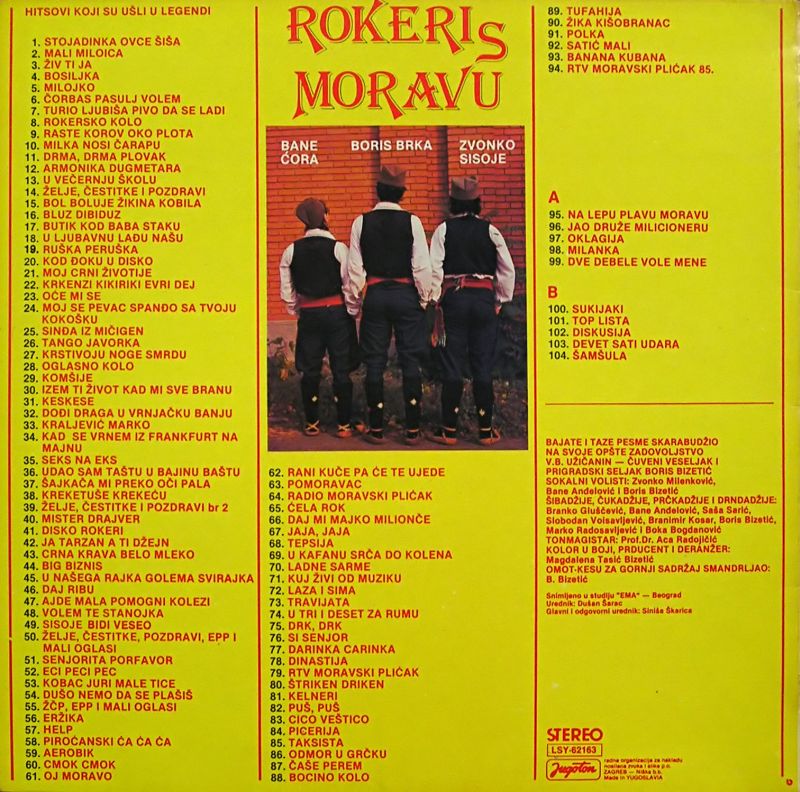 HITSOVI KOJI SU UŠLI U LEGENDI
1. STOJADINKA OVCE ŠIŠA
2. MALI MILOICA
3. ŽIV TI JA
4. BOSILJKA
5. MILOJKO
6. ČORBAS PASULJ VOLEM
7. TURIO LJUBIŠA PIVO DA SE LADI
8. ROKERSKO KOLO
9. RASTE KOROV OKO PLOTA
10. MILKA NOSI ČARAPU
11. DRMA, DRMA PLOVAK
12. ARMONIKA DUGMETARA
13. U VEČERNJU ŠKOLU
14. ŽELJE, ČESTITKE I POZDRAVI
15. BOL BOLUJE ŽIKINA KOBILA
16. BLUZ DIBIDUZ
17. BUTIK KOD BABA STAKU
18. U LJUBAVNU LAĐU NAŠU
19. RUŠKA PERUŠKA
20. KOD ĐOKU U DISKO
21. MOJ CRNI ŽIVOTIJE
22. KRKENZI KIKIRIKI EVRI DEJ
23. OČE MI SE
24. MOJ SE PEVAC SPANĐO SA TVOJU
KOKOŠKU
25. SINĐA IZ MIČIGEN
26. TANGO JAVORKA
27. KRSTIVOJU NOGE SMRDU
28. OGLASNO KOLO
29. KOMŠIJE
30. IZEM TI ŽIVOT KAD MI SVE BRANU
31. KESKESE
32. DOĐI DRAGA U VRNJAČKU BANJU
33. KRALJEVIĆ MARKO
34. KAD SE VRNEM IZ FRANKFURT NA
MAJNU
35. SEKS NA EKS
36. UDAO SAM TAŠTU U BAJINU BAŠTU
37. ŠAJKAČA MI PREKO OČI PALA
38. KREKETUŠE KREKEĆU
39. ŽELJE, ČESTITKE I POZDRAVI br 2
40. MISTER DRAJVER
41. DISKO ROKERI
42. JA TARZAN A TI DŽEJN
43. CRNA KRAVA BELO MLEKO
44. BIG BIZNIS
45. U NAŠEGA RAJKA GOLEMA SVIRAJKA
46. DAJ RIBU
47. AJDE MALA POMOGNI KOLEZI
48. VOLEM TE STANOJKA
49. SISOJE BIDI VESEO
50. ŽELJE, ČESTITKE, POZDRAVI, EPP I
MALI OGLASI
51. SENJORITA PORFAVOR
52. ECI PECI PEC
53. KOBAC JURI MALE TICE
54. DUŠO NEMO DA SE PLAŠIŠ
55. ŽČP, EPP I MALI OGLASI
56. ERŽIKA
57. HELP
58. PIROĆANSKI ĆA ĆA ĆA
59. AEROBIK
60. CMOK CMOK
61. OJ MORAVO
ROKERI S
MORAVU
BANE
ĆORA
BORIS BRKA
ZVONKO
SISOJE
62. RANI KUČE PA ĆE TE UJEDE
63. POMORAVAC
64. RADIO MORAVSKI PLIĆAK
65. ĆELA ROK
66. DAJ MI MAJKO MILIONČE
67. JAJA, JAJA
68. TEPSIJA
69. U KAFANU SRČA DO KOLENA
70. LADNE SARME
71. KUJ ŽIVI OD MUZIKU
72. LAZA I SIMA
73. TRAVIJATA
74. U TRI I DESET ZA RUMU
75. DRK, DRK
76. SI SENJOR
77. DARINKA CARINKA
78. DINASTIJA
79. RTV MORAVSKI PLIĆAK
80. ŠTRIKEN DRIKEN
81. KELNERI
82. PUŠ, PUŠ
83. CICO VEŠTICO
84. PICERIJA
85. TAKSISTA
86. ODMOR U GRČKU
87. ČAŠE PEREM
88. BOCINO KOLO
89. TUFAHIJA
90. ŽIKA KIŠOBRANAC
91. POLKA
92. SATIĆ MALI
93. BANANA KUBANA
94. RTV MORAVSKI PLIĆAK 85.
A
95. NA LEPU PLAVU MORAVU
96. JAO DRUŽE MILICIONERU
97. OKLAGIJA
98. MILANKA
99. DVE DEBELE VOLE MENE
B
100. SUKIJAKI
101. TOP LISTA
102. DISKUSIJA
103. DEVET SATI UDARA
104. ŠAMŠULA
BAJATE I TAZE PESME SKARABUDŽIO
NA SVOJE OPŠTE ZADOVOLJSTVO
V.B. UŽIČANIN — ČUVENI VESELJAK I
PRIGRADSKI SELJAK BORIS BIZETIĆ
SOKALNI VOLISTI: Zvonko Milenković,
Bane Anđelović i Boris Bizetić
ŠIBADŽIJE, ČUKADŽIJE, PRČKADŽIJE I DRNDADŽIJE:
Branko Gluščević, Bane Anđelović, Saša Sarić,
Slobodan Voisavljević, Branimir Kosar, Boris Bizetić,
Marko Radosavljević i Boka Bogdanović
TONMAGISTAR: Prof.Dr. Aca Radojičić
KOLOR U BOJI, PRDUCENT I DERANŽER:
Magdalena Tasić Bizetić
OMOT-KESU ZA GORNJI SADRŽAJ SMANDRLJAO:
B. Bizetić
Snimljeno u studiju "EMA" — Beograd
Urednik: Dušan Šarac
Glavni i odgovorni urednik: Siniša Škarica
STEREO
LSY-62163
Jugoton
radna organizacija za nakladu
nosilaca zvuka i slike p.o.
ZAGREB — Niška b.b.
Made in YUGOSLAVIA